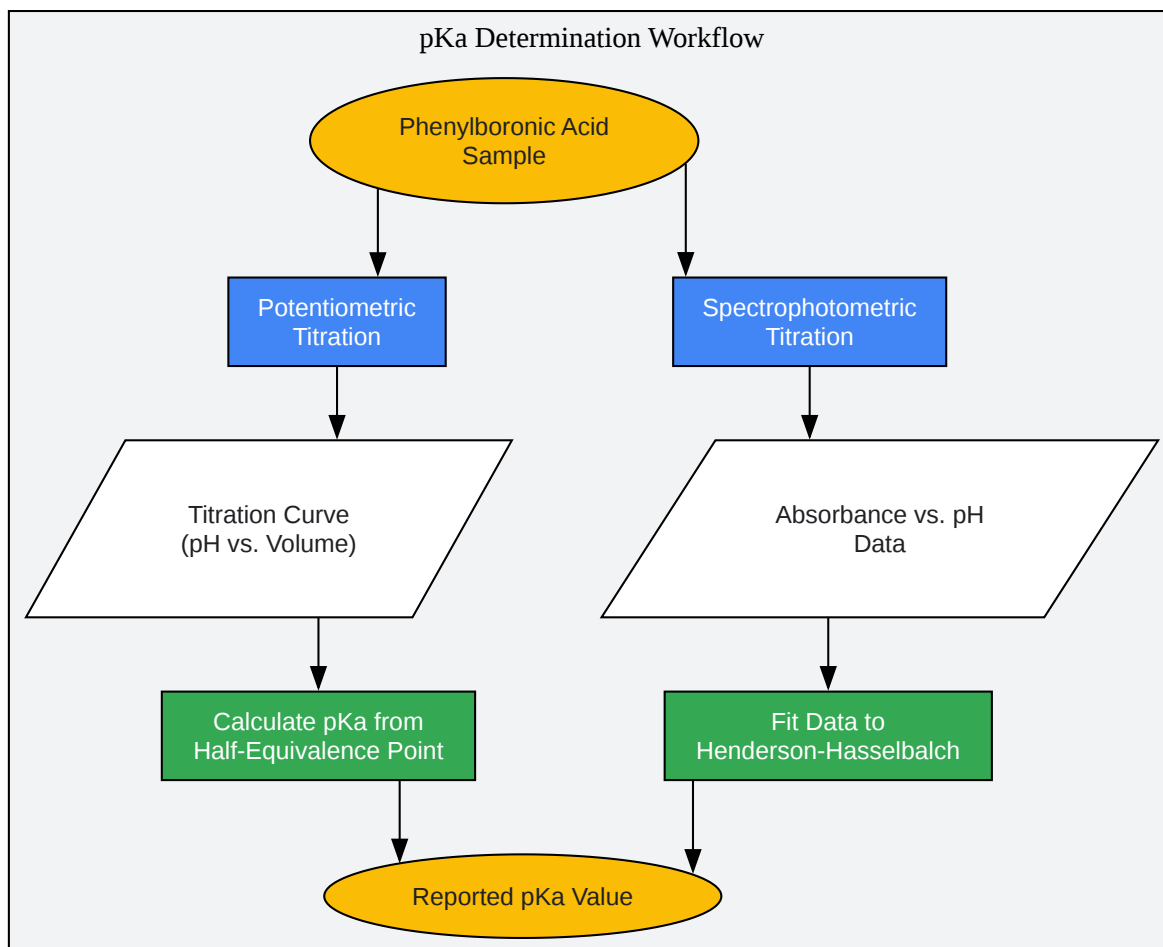 pKa Determination Workflow
Phenylboronic Acid
Sample
Potentiometric
Titration
Spectrophotometric
Titration
Titration Curve
(pH vs. Volume)
Absorbance vs. pH
Data
Calculate pKa from
Half-Equivalence Point
Fit Data to
Henderson-Hasselbalch
Reported pKa Value